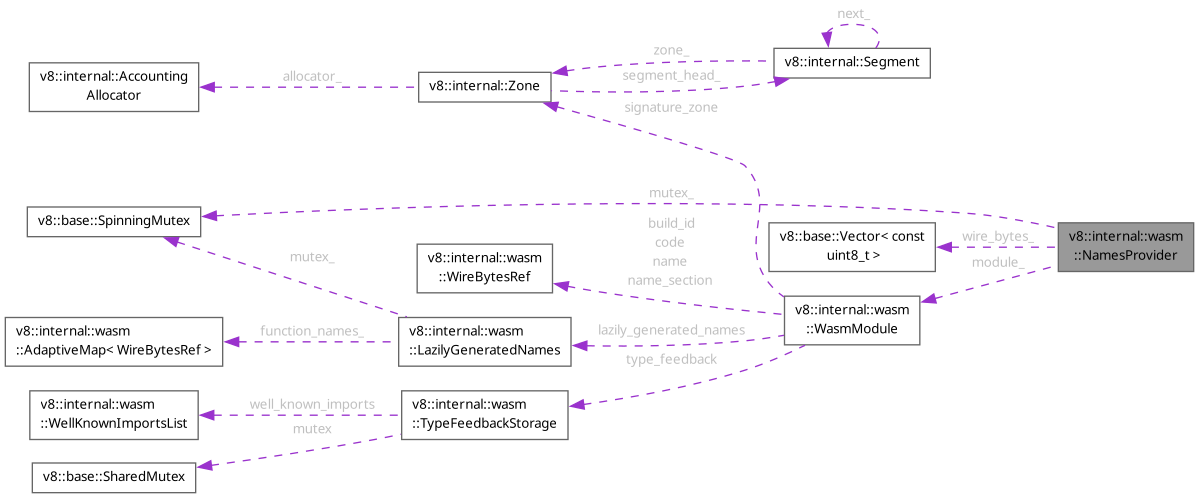 next_
zone_
v8::internal::Segment
v8::internal::Accounting
Allocator
allocator_
v8::internal::Zone
segment_head_
signature_zone
mutex_
v8::base::SpinningMutex
build_id
code
name
name_section
v8::base::Vector< const
uint8_t >
wire_bytes_
module_
v8::internal::wasm
::NamesProvider
mutex_
v8::internal::wasm
::WireBytesRef
v8::internal::wasm
::WasmModule
v8::internal::wasm
::AdaptiveMap< WireBytesRef >
function_names_
v8::internal::wasm
::LazilyGeneratedNames
lazily_generated_names
type_feedback
v8::internal::wasm
::WellKnownImportsList
well_known_imports
v8::internal::wasm
::TypeFeedbackStorage
mutex
v8::base::SharedMutex